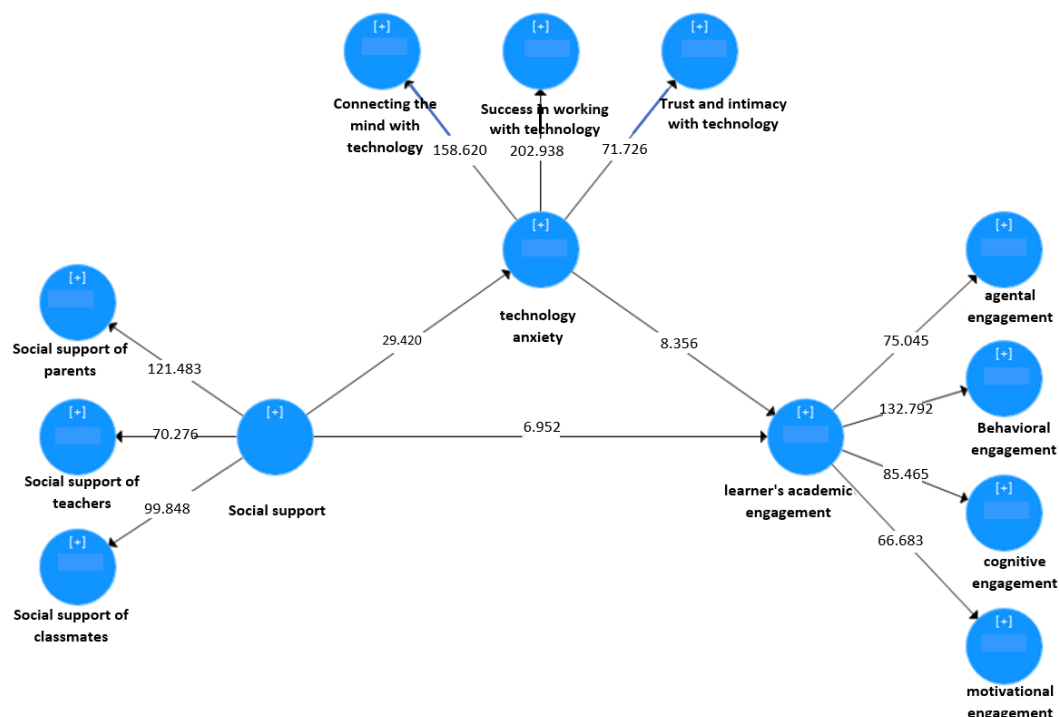 [+]
[+]
[+]
Connecting the
mind with
technology
Success in working
with technology
Trust and intimacy
with technology
158.620
202.938
71.726
[+]
technology
anxiety
[+]
agental
engagement
[+]
Social support of
parents
29.420
8.356
75.045
121.483
[+]
Behavioral
engagement
132.792
[+]
Social support of
teachers
70.276
[+]
Social support
6.952
[+]
learner's academic
engagement
85.465
[+]
cognitive
engagement
99.848
66.683
[+]
Social support of
classmates
[+]
motivational
engagement